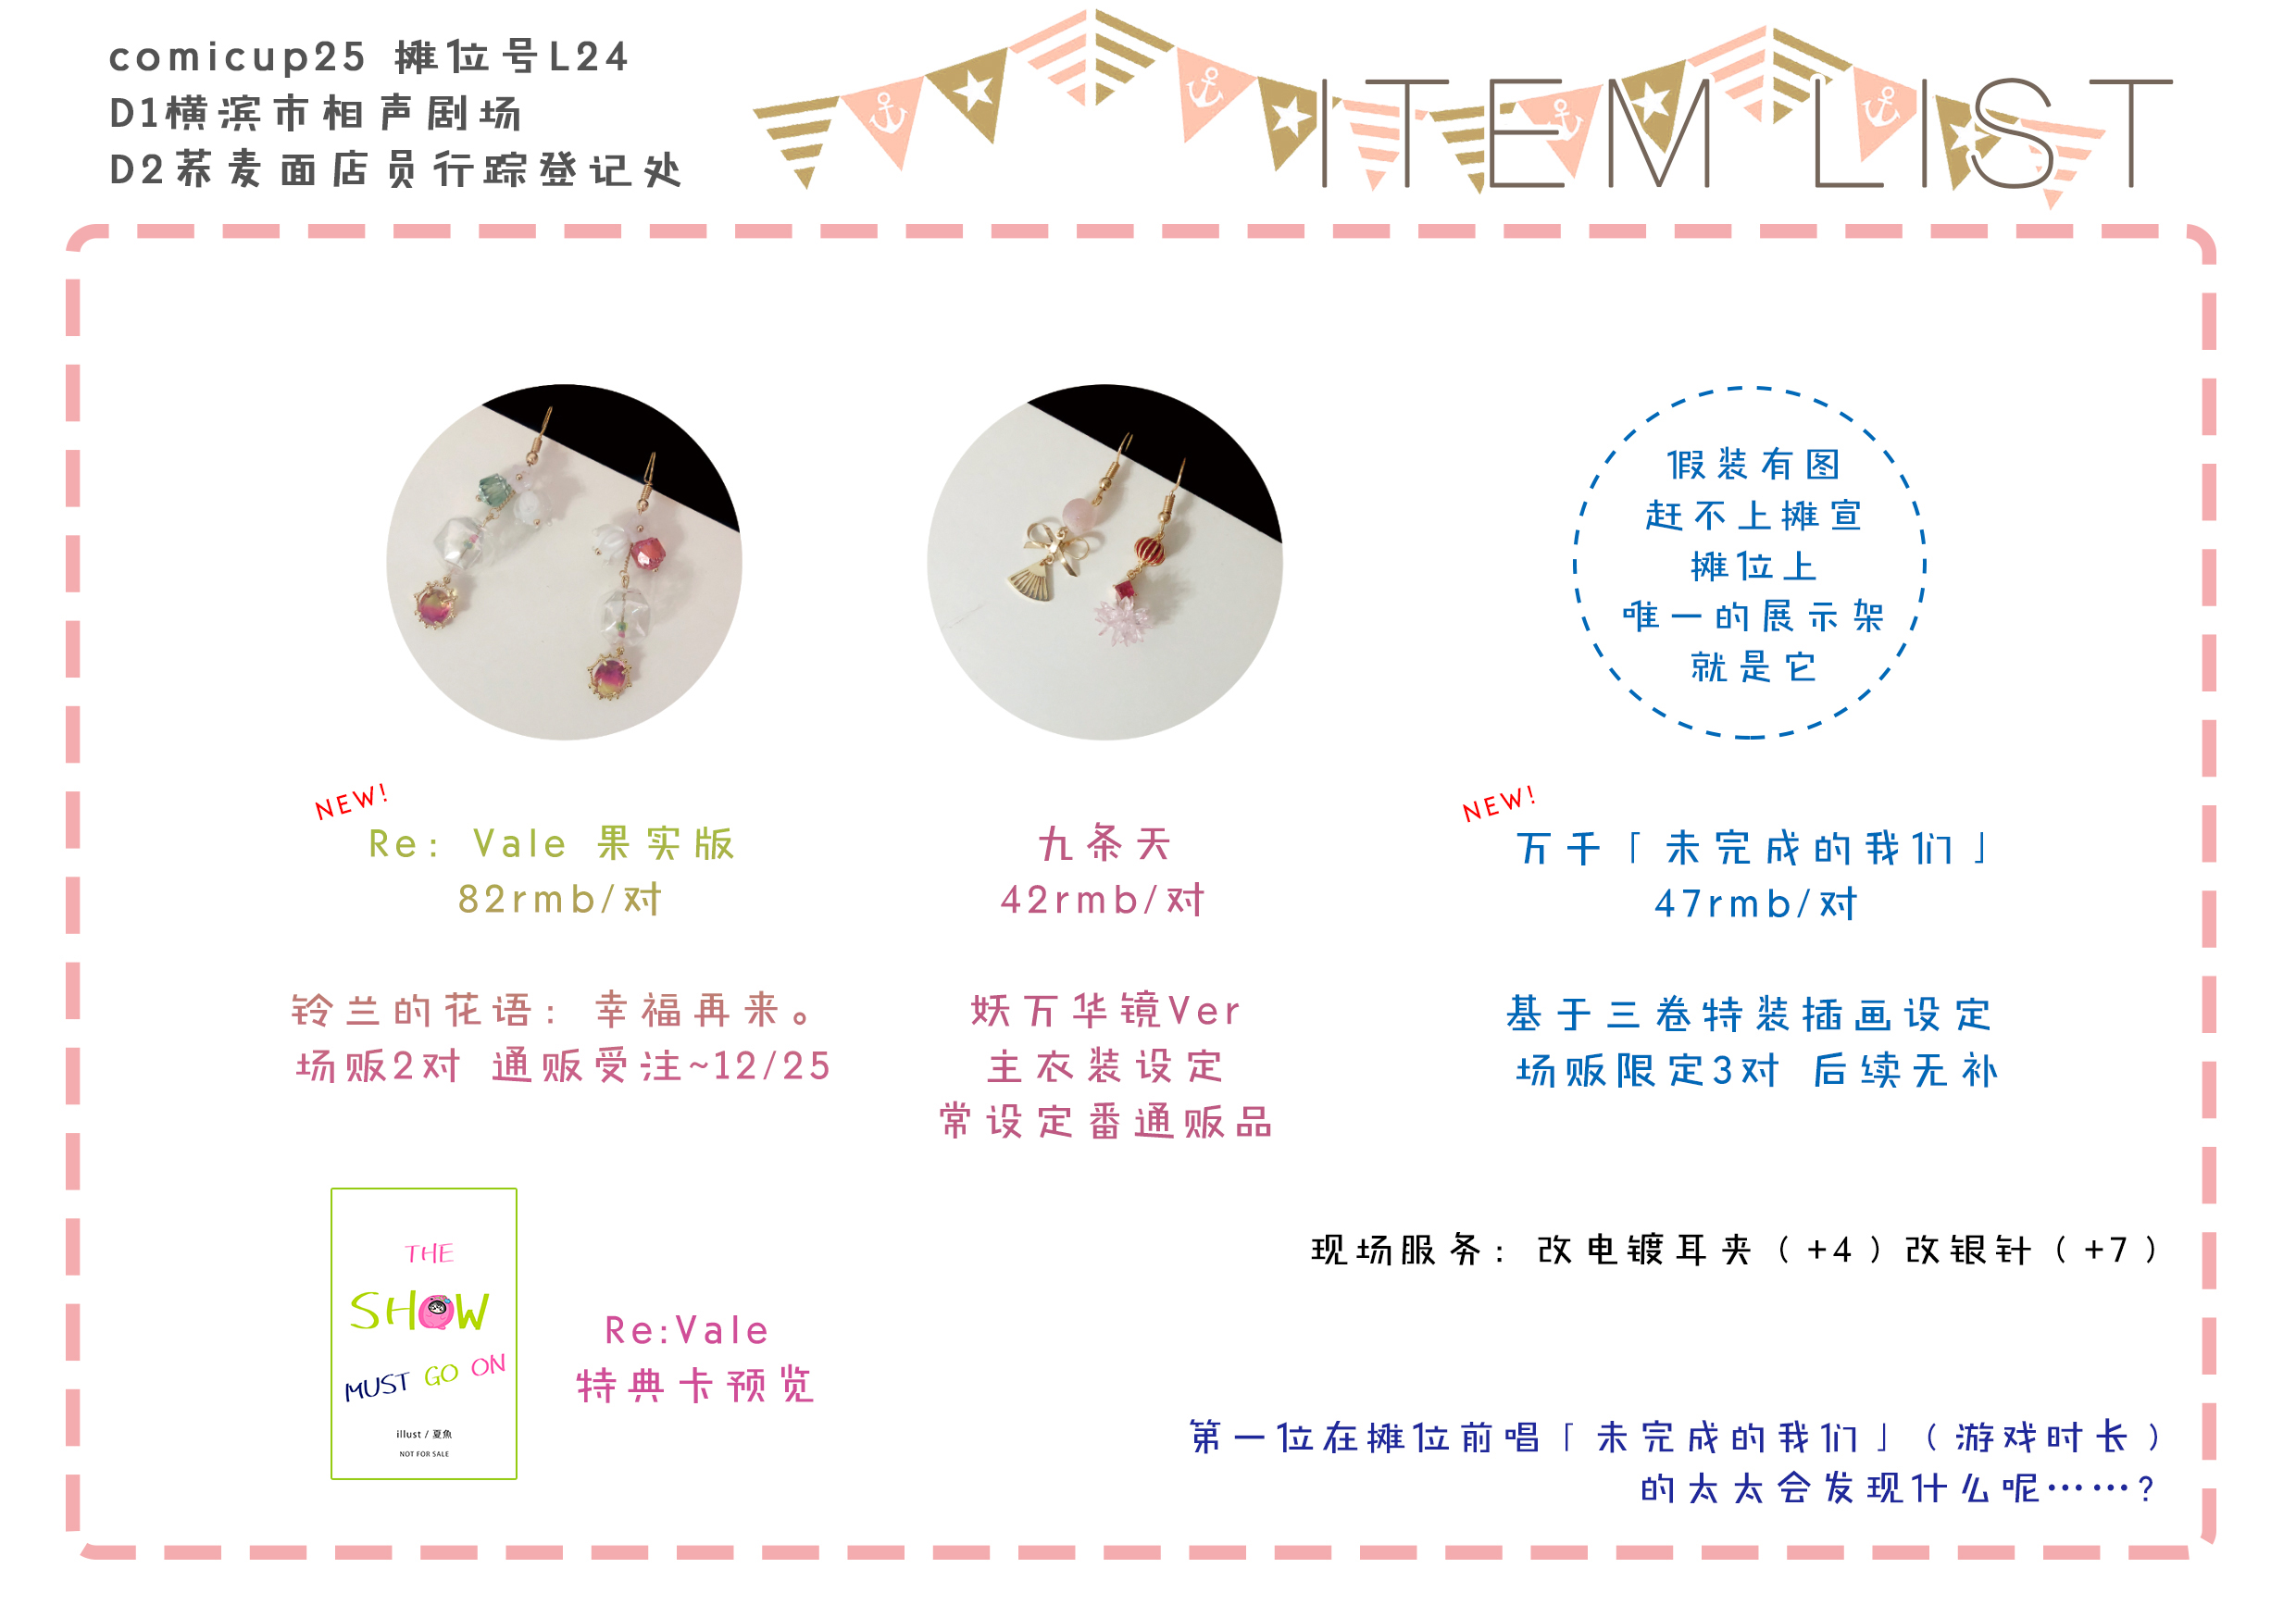 comicup25 摊位号L24
D1横滨市相声剧场
D2荞麦面店员行踪登记处
ITEM LIST
假装有图
赶不上摊宣
摊位上
唯一的展示架
就是它
NEW!
Re: Vale 果实版
82rmb/对
铃兰的花语：幸福再来。
场贩2对 通贩受注~12/25
九条天
42rmb/对
妖万华镜Ver
主衣装设定
常设定番通贩品
NEW!
万千「未完成的我们」
47rmb/对
基于三卷特装插画设定
场贩限定3对 后续无补
THE
SHOW
MUST GO ON
illust / 夏魚
NOT FOR SALE
Re:Vale
特典卡预览
现场服务：改电镀耳夹（+4）改银针（+7）
第一位在摊位前唱「未完成的我们」（游戏时长）
的太太会发现什么呢……?